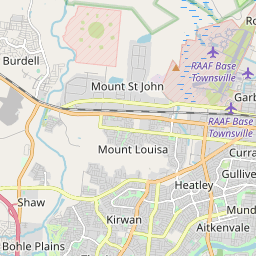 Burdell
RAAF Base
Townsville
Mount St John
Garb
RAAF Base
Townsville
Mount Louisa
Curra
Gullive
Heatley
Shaw
Kirwan
Mund
Aitkenvale
Bohle Plains